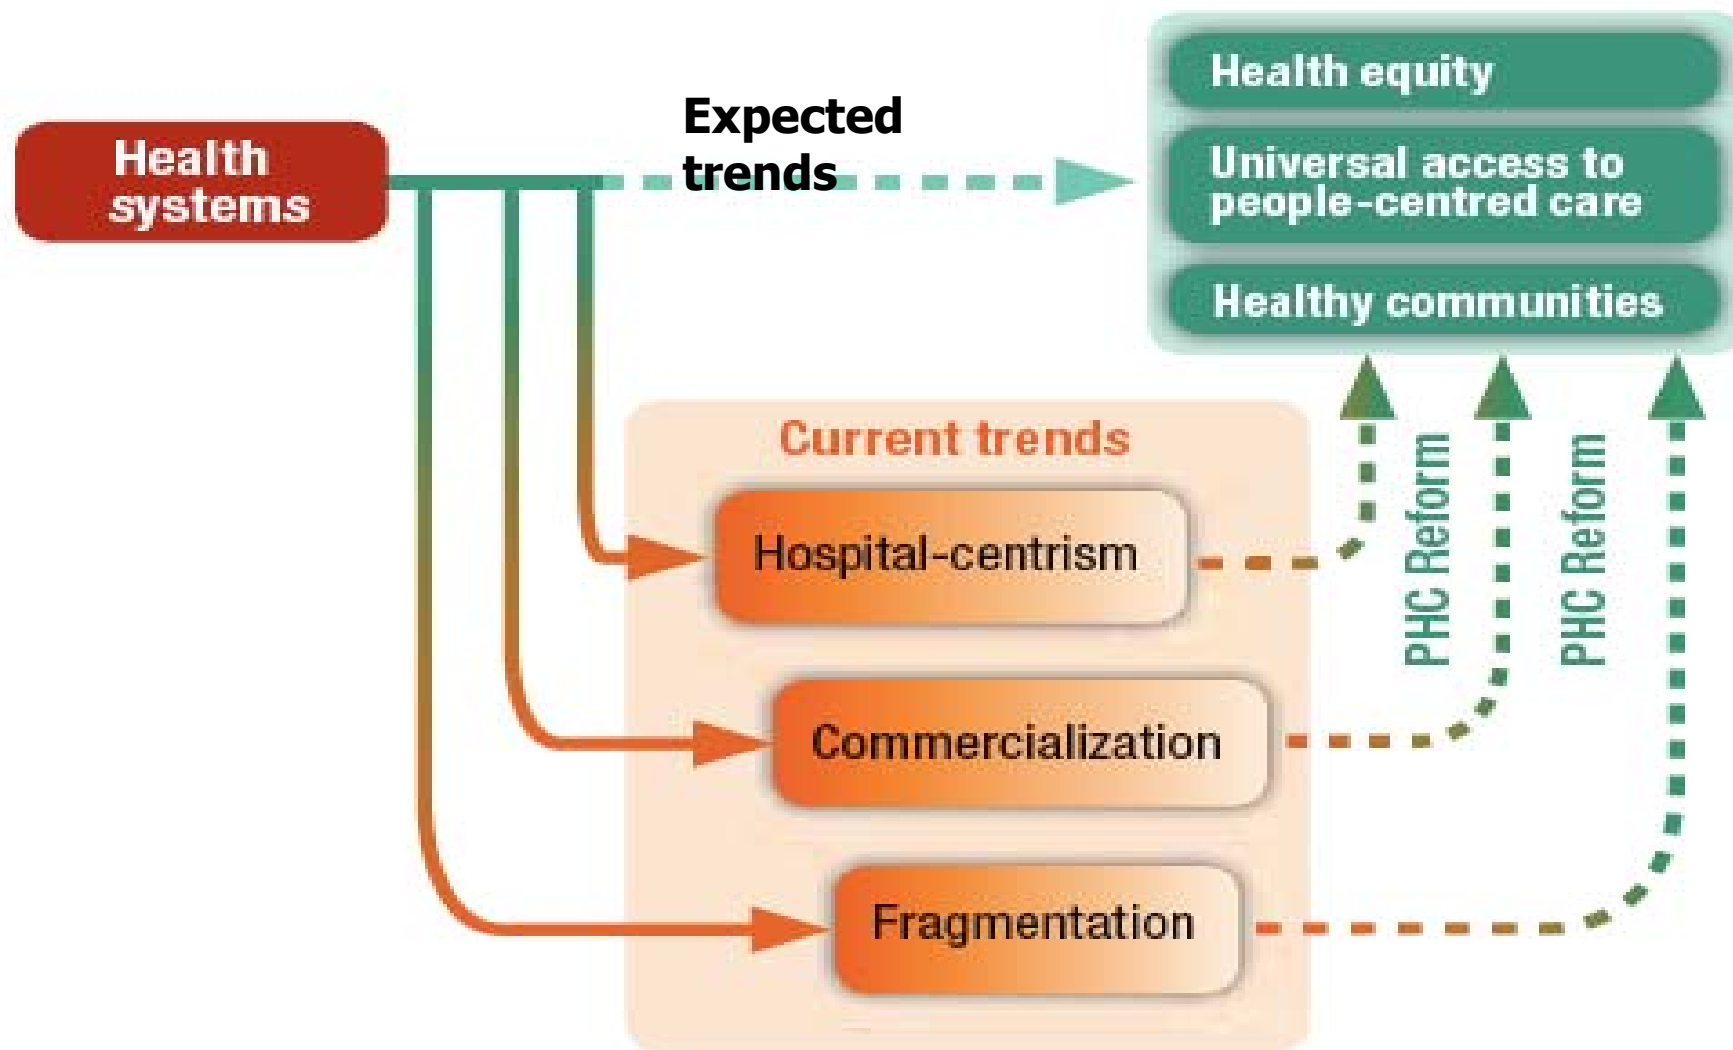 Health
systems
Expected
trends
Health equity
Universal access to
people-centred care
Healthy communities
Current trends
Hospital-centrism
Commercialization
Fragmentation
PHC Reform
PHC Reform